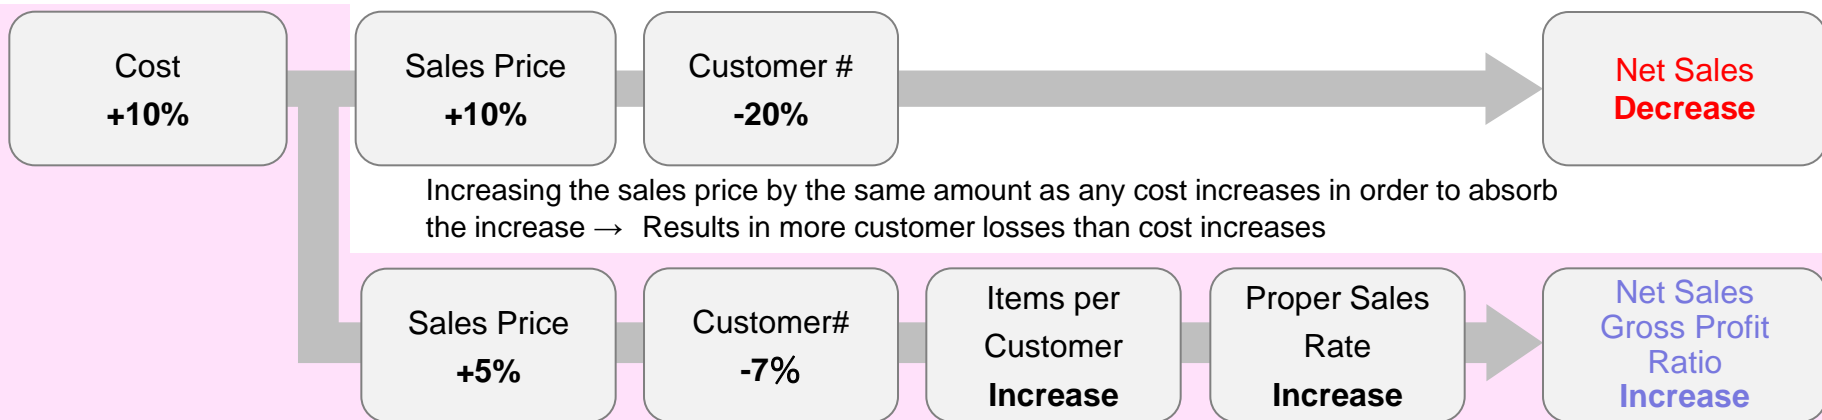 Cost
+10%
Sales Price
+10%
Customer #
-20%
Net Sales
Decrease
Increasing the sales price by the same amount as any cost increases in order to absorb
the increase → Results in more customer losses than cost increases
Sales Price
+5%
Customer#
-7%
Items per
Customer
Increase
Proper Sales
Rate
Increase
Net Sales
Gross Profit
Ratio
Increase